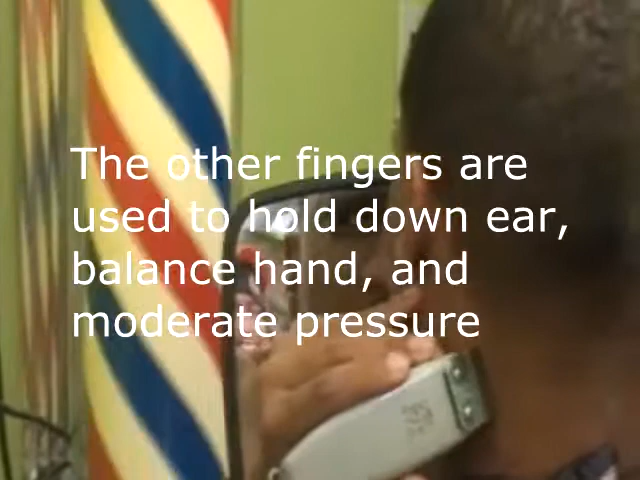 The other fingers are
used to hold down ear,
balance hand, and
moderate pressure